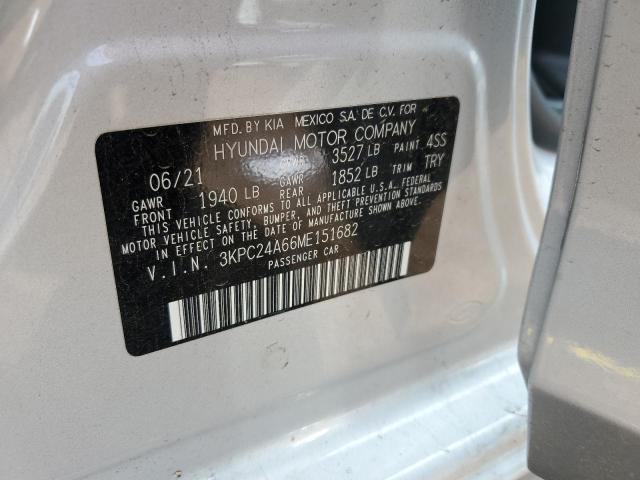 MFD. BY KIA MEXICO S.A. DE C.V. FOR
HYUNDAI MOTOR COMPANY
06/21 3527 LB PAINT 4SS
GAWR FRONT 1940 LB GAWR REAR 1852 LB TRIM TRY
THIS VEHICLE CONFORMS TO ALL APPLICABLE U.S.A. FEDERAL
MOTOR VEHICLE SAFETY, BUMPER, AND THEFT PREVENTION STANDARDS
IN EFFECT ON THE DATE OF MANUFACTURE SHOWN ABOVE.
V.I.N. 3KPC24A66ME151682
PASSENGER CAR